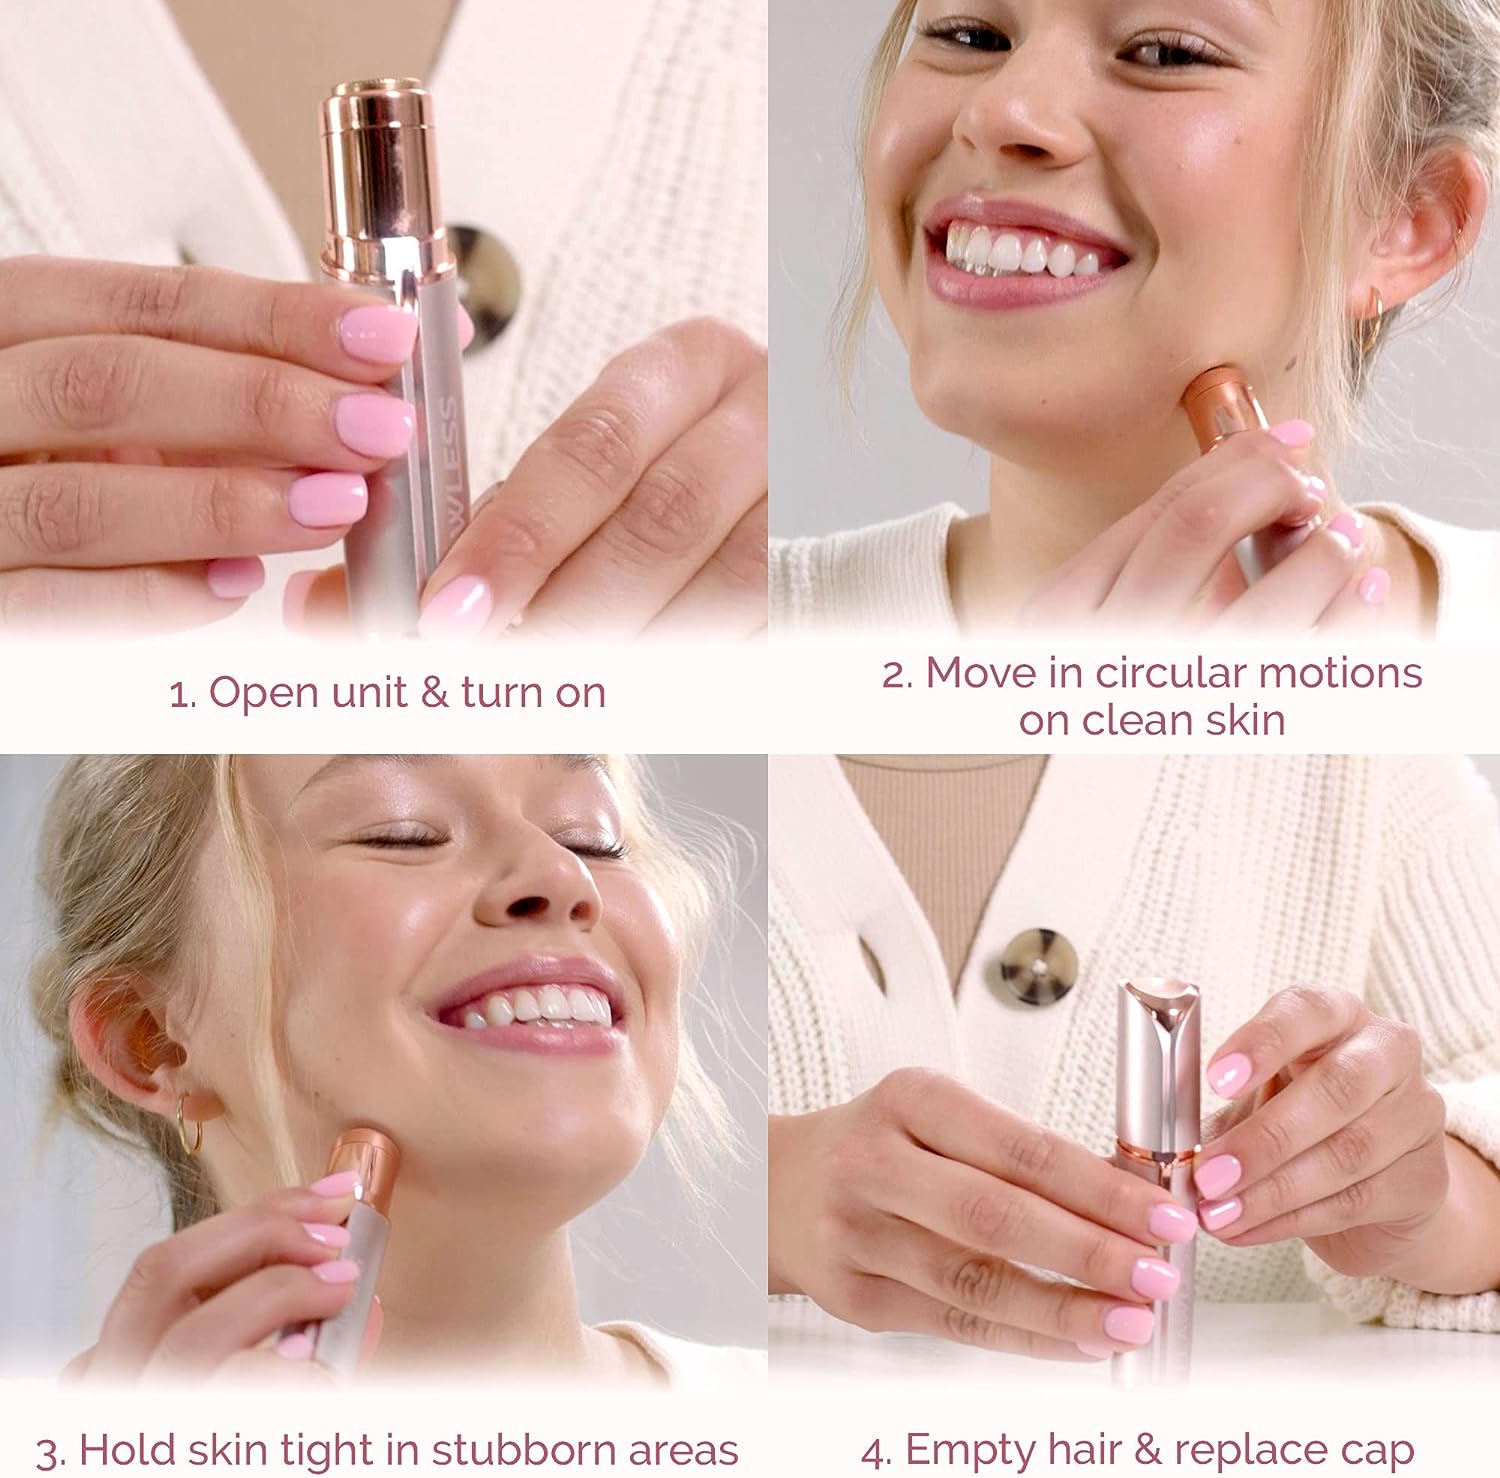 WLESS
1. Open unit & turn on
2. Move in circular motions
on clean skin
3. Hold skin tight in stubborn areas
4. Empty hair & replace cap